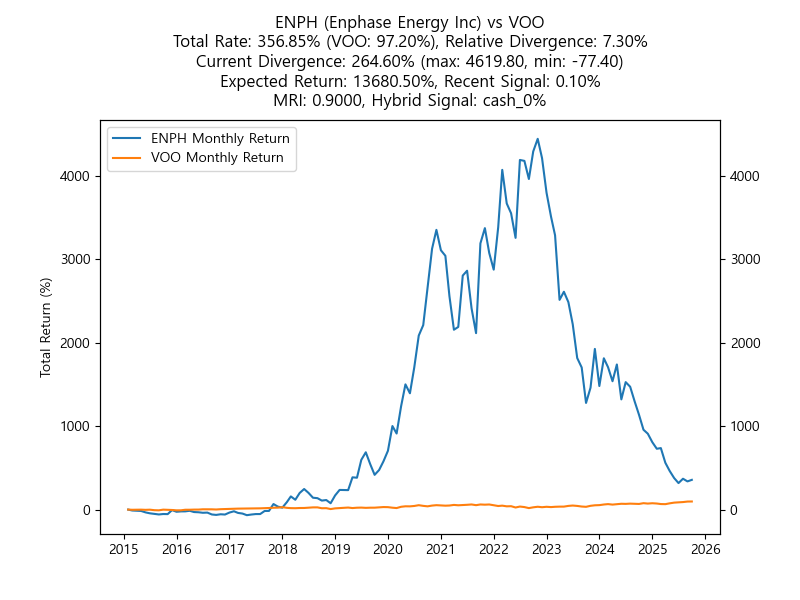 ENPH (Enphase Energy Inc) vs VOO
Total Rate: 356.85% (VOO: 97.20%), Relative Divergence: 7.30%
Current Divergence: 264.60% (max: 4619.80, min: -77.40)
Expected Return: 13680.50%, Recent Signal: 0.10%
MRI: 0.9000, Hybrid Signal: cash_0%
ENPH Monthly Return
VOO Monthly Return
Total Return (%)
4000
3000
2000
1000
0
4000
3000
2000
1000
0
2015 2016 2017 2018 2019 2020 2021 2022 2023 2024 2025 2026